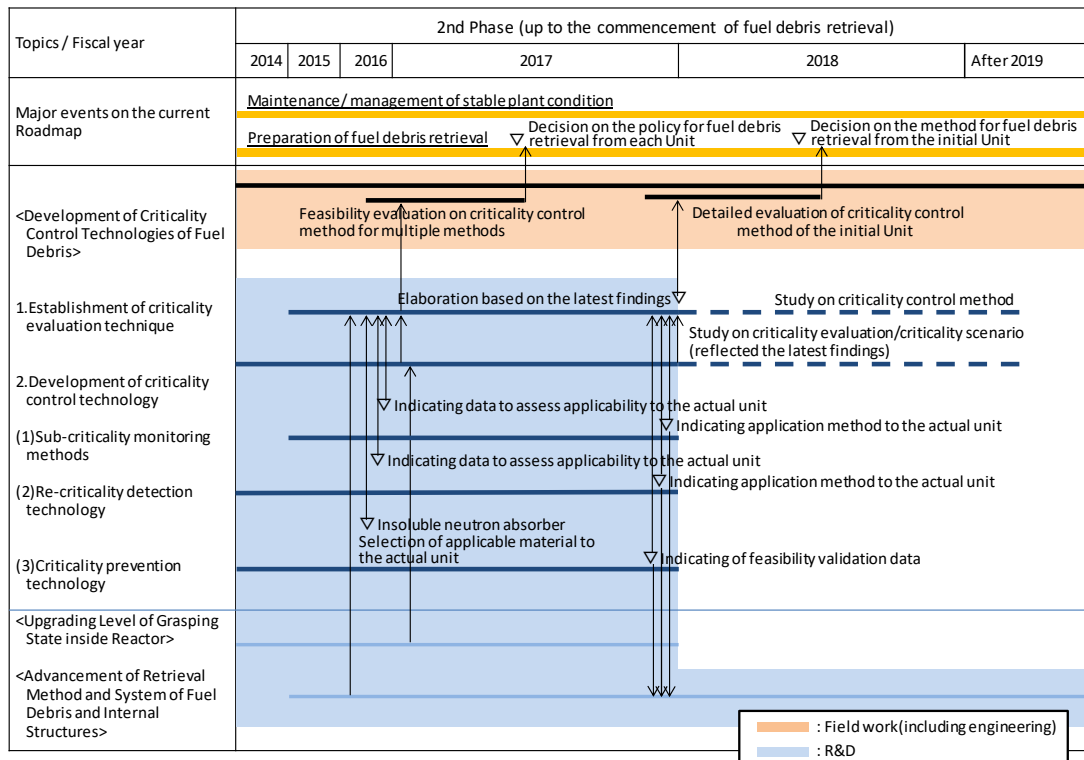 Topics / Fiscal year
2nd Phase (up to the commencement of fuel debris retrieval)
2014
2015
2016
2017
2018
After 2019
Major events on the current
Roadmap
Maintenance/ management of stable plant condition
Preparation of fuel debris retrieval
▽ Decision on the policy for fuel debris
retrieval from each Unit
▽ Decision on the method for fuel debris
retrieval from the initial Unit
<Development of Criticality
Control Technologies of Fuel
Debris>
Feasibility evaluation on criticality control
method for multiple methods
Detailed evaluation of criticality control
method of the initial Unit
1.Establishment of criticality
evaluation technique
Elaboration based on the latest findings
Study on criticality control method
Study on criticality evaluation/criticality scenario
(reflected the latest findings)
2.Development of criticality
control technology
▽Indicating data to assess applicability to the actual unit
▽Indicating application method to the actual unit
(1)Sub-criticality monitoring
methods
▽Indicating data to assess applicability to the actual unit
▽Indicating application method to the actual unit
(2)Re-criticality detection
technology
▽Insoluble neutron absorber
Selection of applicable material to
the actual unit
▽Indicating of feasibility validation data
(3)Criticality prevention
technology
<Upgrading Level of Grasping
State inside Reactor>
<Advancement of Retrieval
Method and System of Fuel
Debris and Internal
Structures>
: Field work(including engineering)
: R&D